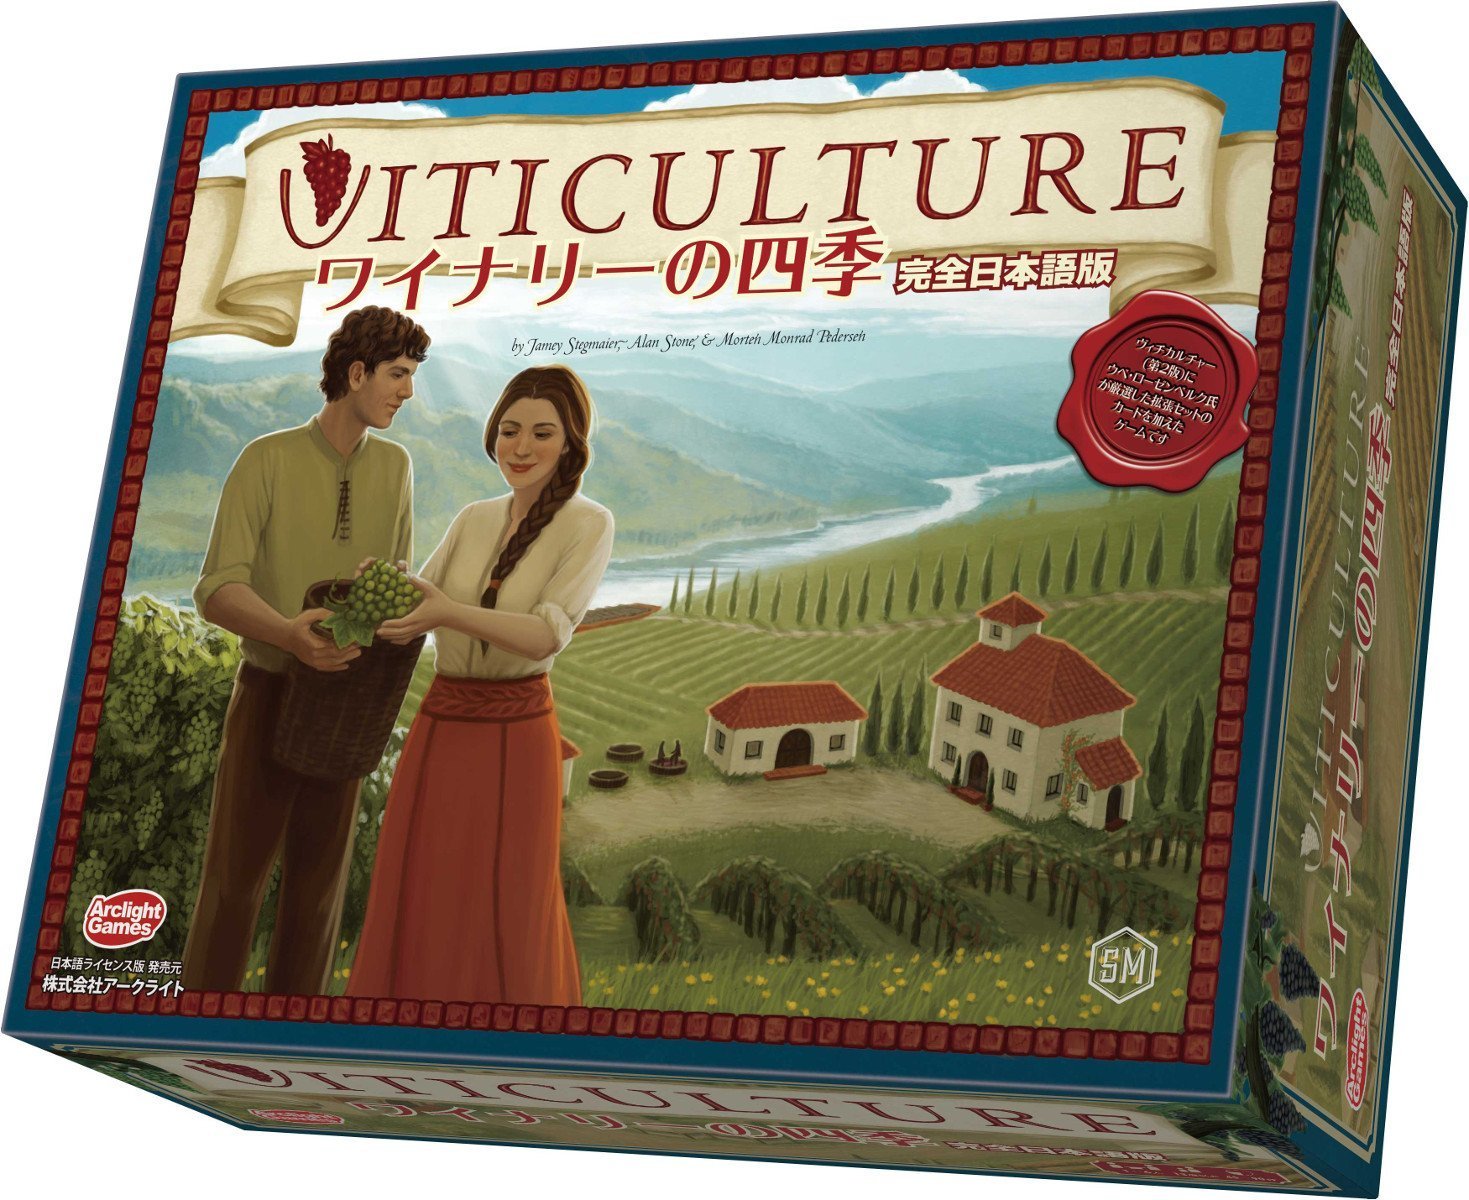 VITICULTURE
ワイナリーの四季 完全日本語版
by Jamey Stegmaier, Alan Stone, & Morten Monrad Pedersen
ヴィチカルチャー
(第2版)に
ウベ・ローゼンベルク氏
が厳選した拡張セットの
カードを加えた
ゲームです
Arclight
Games
日本語ライセンス版 発売元
株式会社アークライト
SM
VITICULTURE
ワイナリーの四季 完全日本語版
Arclight
Games
VITICULTURE
ワイナリーの四季 完全日本語版